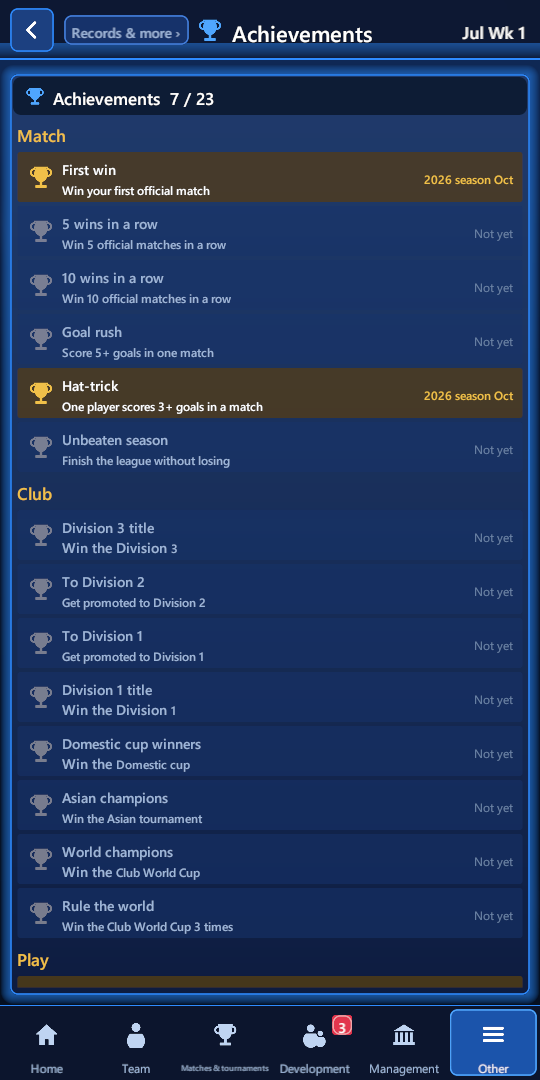 Records & more ›
Achievements
Jul Wk 1
Achievements 7 / 23
Match
First win
Win your first official match
2026 season Oct
5 wins in a row
Win 5 official matches in a row
Not yet
10 wins in a row
Win 10 official matches in a row
Not yet
Goal rush
Score 5+ goals in one match
Not yet
Hat-trick
One player scores 3+ goals in a match
2026 season Oct
Unbeaten season
Finish the league without losing
Not yet
Club
Division 3 title
Win the Division 3
Not yet
To Division 2
Get promoted to Division 2
Not yet
To Division 1
Get promoted to Division 1
Not yet
Division 1 title
Win the Division 1
Not yet
Domestic cup winners
Win the Domestic cup
Not yet
Asian champions
Win the Asian tournament
Not yet
World champions
Win the Club World Cup
Not yet
Rule the world
Win the Club World Cup 3 times
Not yet
Play
3
Home
Team
Matches & tournaments
Development
Management
Other